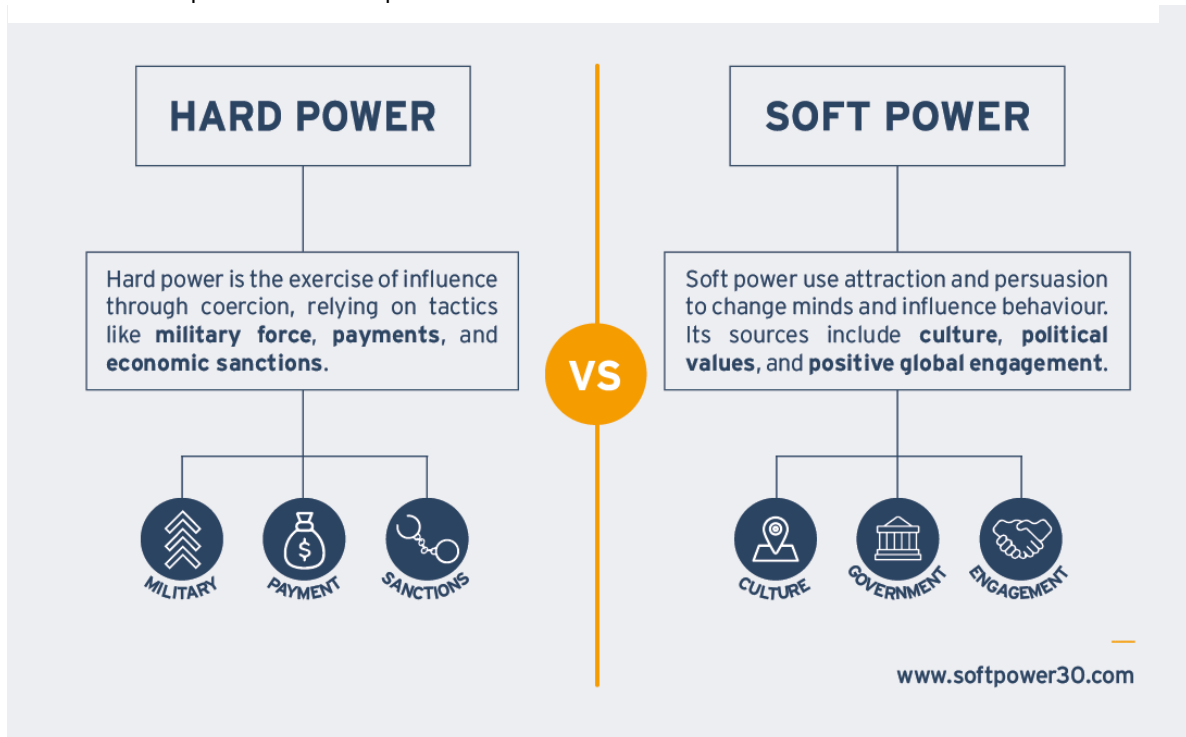 HARD POWER
Hard power is the exercise of influence
through coercion, relying on tactics
like military force, payments, and
economic sanctions.
MILITARY
PAYMENT
SANCTIONS
VS
SOFT POWER
Soft power use attraction and persuasion
to change minds and influence behaviour.
Its sources include culture, political
values, and positive global engagement.
CULTURE
GOVERNMENT
ENGAGEMENT
www.softpower30.com